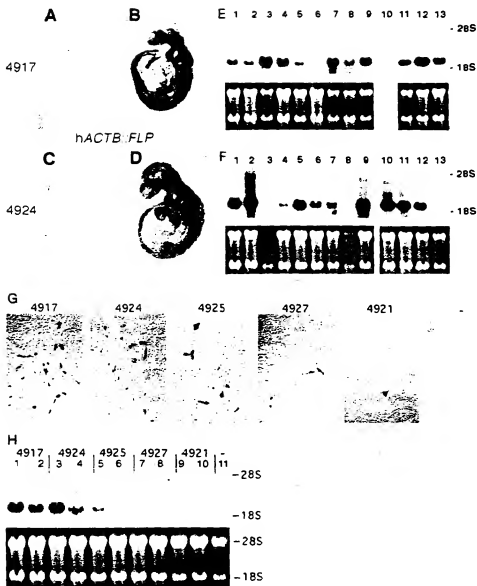 A B E 1 2 3 4 5 6 7 8 9 11 12 13
- 28S
4917 - 18S
hACTB::FLP
C D F 1 2 3 4 5 6 7 8 9 10 11 12 13
- 28S
4924 - 18S
G
4917 4924 4925 4927 4921 -
H
4917 4924 4925 4927 4921 -
1 2 3 4 5 6 7 8 9 10 11
-28S
-18S
-28S
-18S